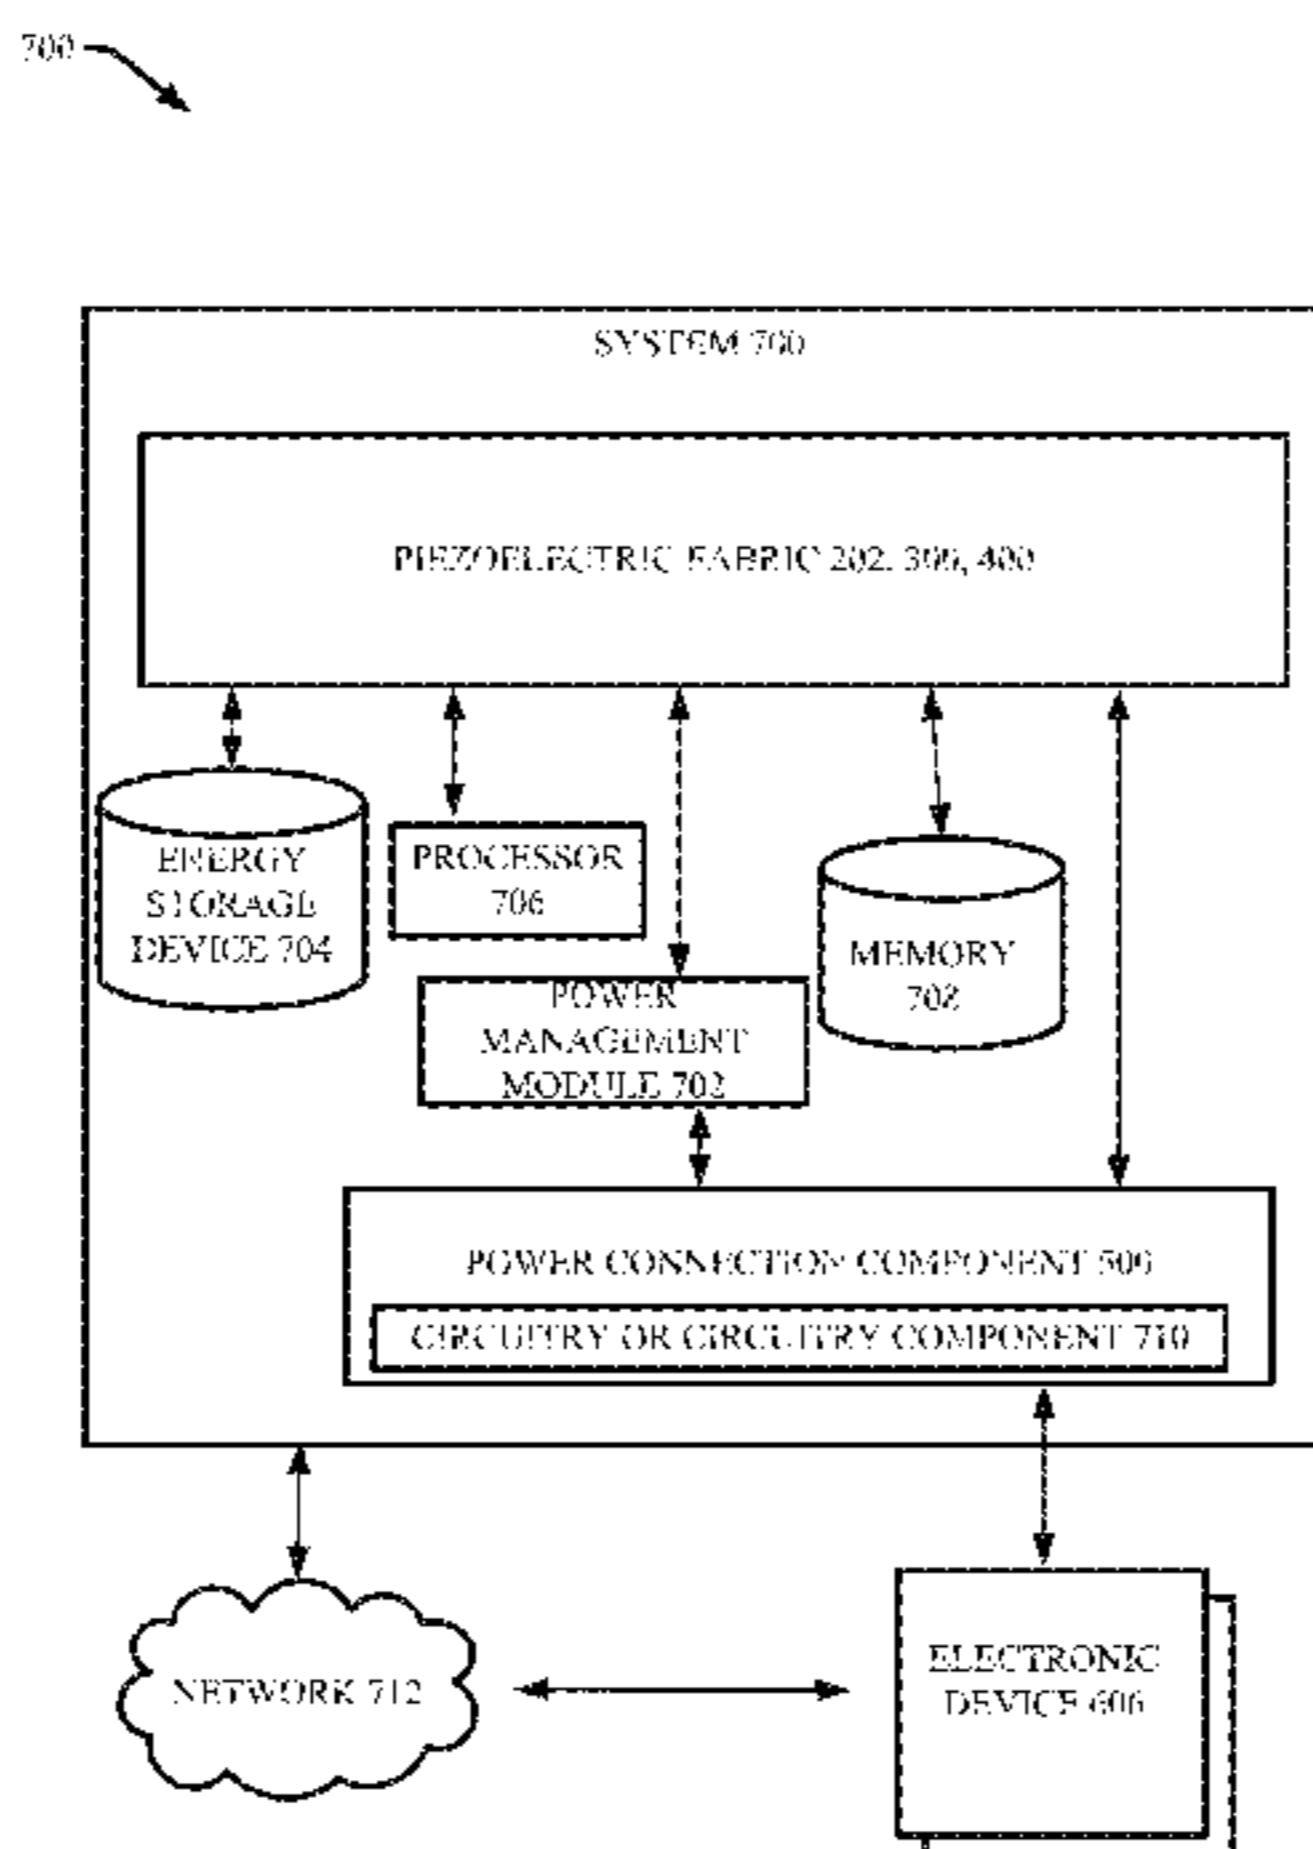 700
SYSTEM 700
PIEZOELECTRIC FABRIC 202, 300, 400
ENERGY
STORAGE
DEVICE 704
PROCESSOR
706
POWER
MANAGEMENT
MODULE 702
MEMORY
708
POWER CONNECTION COMPONENT 500
CIRCUITRY OR CIRCUITRY COMPONENT 710
NETWORK 712
ELECTRONIC
DEVICE 606